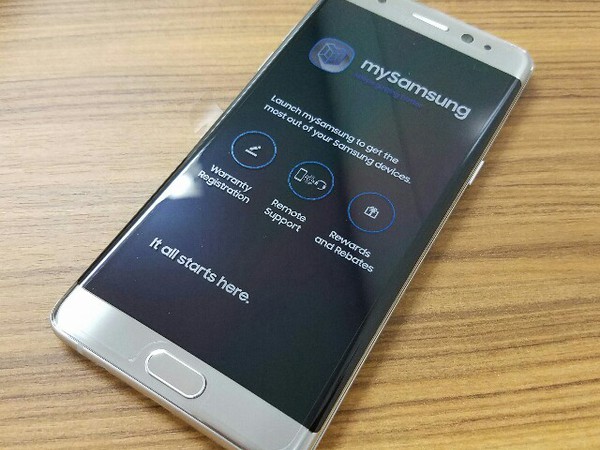 mySamsung
Launch mySamsung to get the
most out of your Samsung devices.
Warranty
Registration
Remote
Support
Rewards
and Rebates
It all starts here.